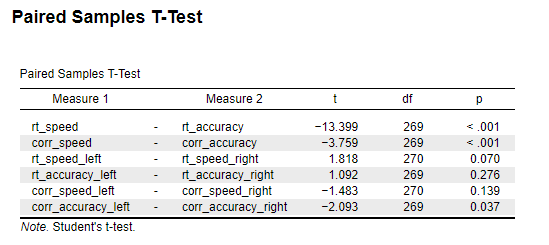 Paired Samples T-Test
Paired Samples T-Test
Measure 1 Measure 2 t df p
rt_speed - rt_accuracy −13.399 269 < .001
corr_speed - corr_accuracy −3.759 269 < .001
rt_speed_left - rt_speed_right 1.818 270 0.070
rt_accuracy_left - rt_accuracy_right 1.092 269 0.276
corr_speed_left - corr_speed_right −1.483 270 0.139
corr_accuracy_left - corr_accuracy_right −2.093 269 0.037
Note. Student's t-test.